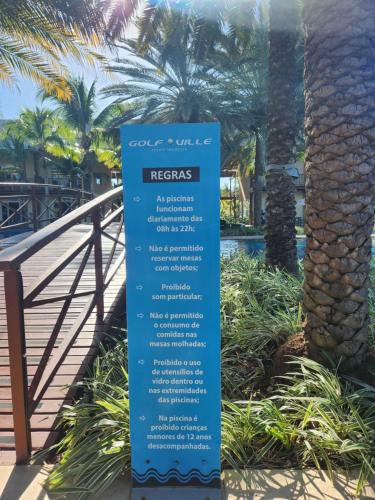 GOLF VILLE
REGRAS
As piscinas
funcionam
diariamente das
08h às 22h;
Não é permitido
reservar mesas
com objetos;
Proibido
som particular;
Não é permitido
o consumo de
comidas nas
mesas molhadas;
Proibido o uso
de utensílios de
vidro dentro ou
nas extremidades
das piscinas;
Na piscina é
proibido crianças
menores de 12 anos
desacompanhadas.